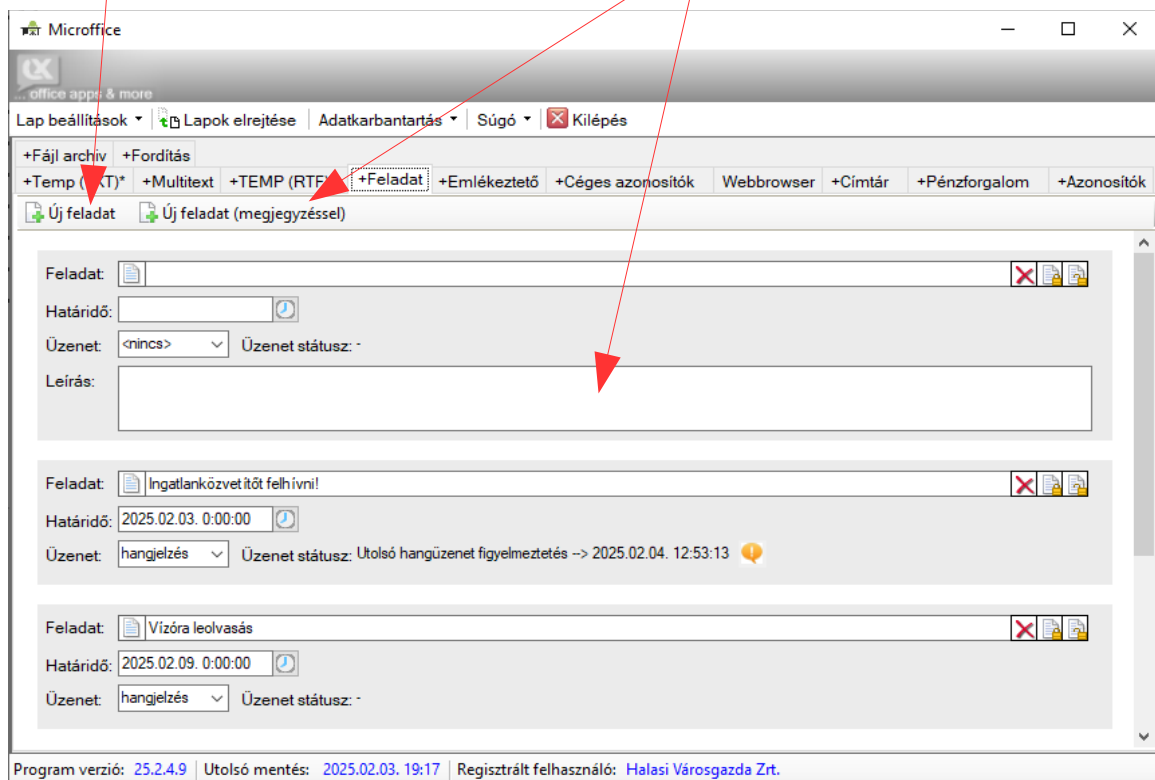 Microffice
... office apps & more
Lap beállítások Lapok elrejtése Adatkarbantartás Súgó Kilépés
+Fájl archiv +Fordítás
+Temp (TXT)* +Multitext +TEMP (RTF) +Feladat +Emlékeztető +Céges azonosítók Webbrowser +Címtár +Pénzforgalom +Azonosítók
Új feladat Új feladat (megjegyzéssel)
Feladat:
Határidő:
Üzenet: <nincs> Üzenet státusz: -
Leírás:
Feladat: Ingatlanközvetítőt felhívni!
Határidő: 2025.02.03. 0:00:00
Üzenet: hangjelzés Üzenet státusz: Utolsó hangüzenet figyelmeztetés --> 2025.02.04. 12:53:13
Feladat: Vízóra leolvasás
Határidő: 2025.02.09. 0:00:00
Üzenet: hangjelzés Üzenet státusz: -
Program verzió: 25.2.4.9 Utolsó mentés: 2025.02.03. 19:17 Regisztrált felhasználó: Halasi Városgazda Zrt.